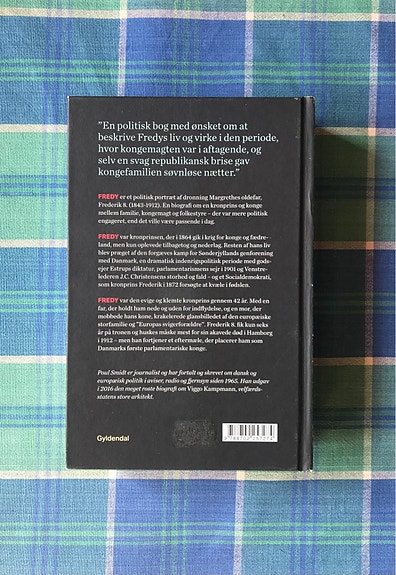 "En politisk bog med ønsket om at
beskrive Fredys liv og virke i den periode,
hvor kongemagten var i aftagende, og
selv en svag republikansk brise gav
kongefamilien søvnløse nætter."
FREDY er et politisk portræt af dronning Margrethes oldefar,
Frederik 8. (1843-1912). En biografi om en kronprins og konge
mellem familie, kongemagt og folkestyre – der var mere politisk
engageret, end det ville være passende i dag.
FREDY var kronprinsen, der i 1864 gik i krig for konge og fædre-
land, men kun oplevede tilbagetog og nederlag. Resten af hans liv
blev præget af den forgæves kamp for Sønderjyllands genforening
med Danmark, en dramatisk indenrigspolitisk periode med gods-
ejer Estrups diktatur, parlamentarismens sejr i 1901 og Venstre-
lederen J.C. Christensens storhed og fald – og et Socialdemokrati,
som kronprins Frederik i 1872 forsøgte at kvæle i fødslen.
FREDY var den evige og klemte kronprins gennem 42 år. Med en
far, der holdt ham nede og uden for indflydelse, og en mor, der
mobbede hans kone, krakelerede glansbilledet af den europæiske
storfamilie og "Europas svigerforældre". Frederik 8. fik kun seks
år på tronen og huskes måske mest for sin akavede død i Hamborg
i 1912 – men han fortjener et eftermæle, der placerer ham som
Danmarks første parlamentariske konge.
Poul Smidt er journalist og har fortalt og skrevet om dansk og
europæisk politik i aviser, radio og fjernsyn siden 1965. Han udgav
i 2016 den meget roste biografi om Viggo Kampmann, velfærds-
statens store arkitekt.
Gyldendal